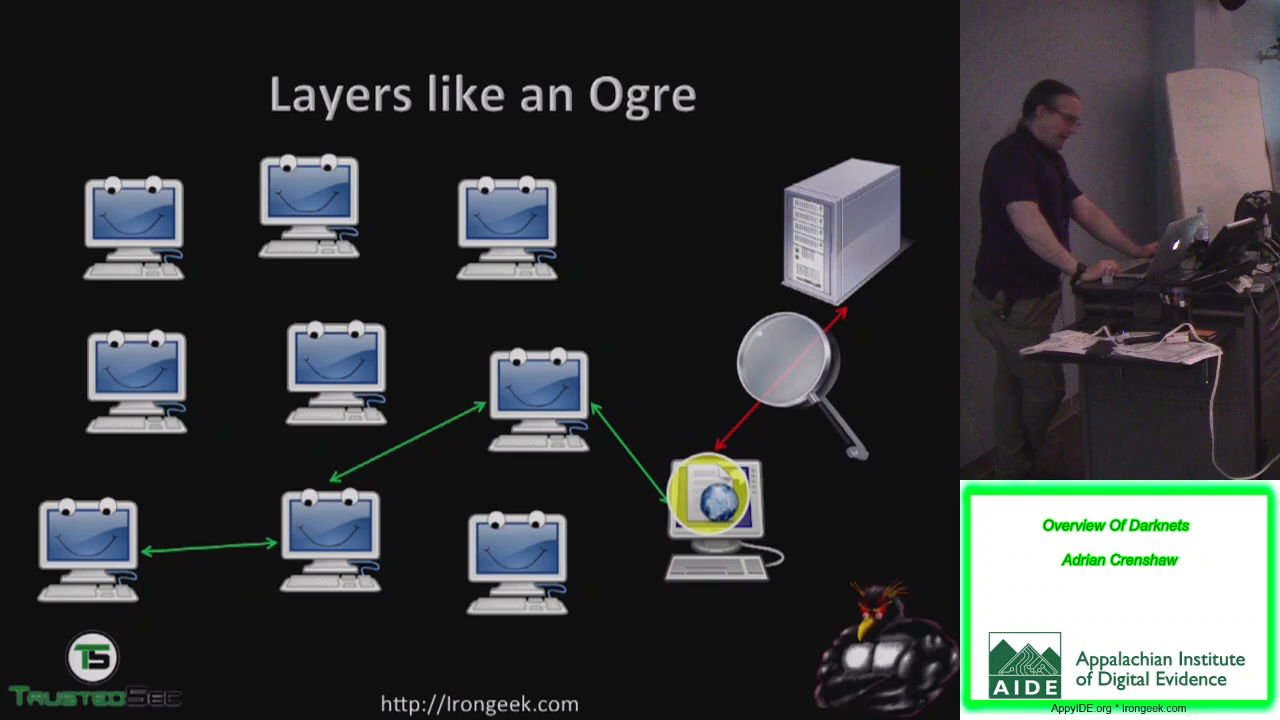 Layers like an Ogre
TS
TRUSTEDSEC
http://Irongeek.com
Overview Of Darknets
Adrian Crenshaw
AIDE
Appalachian Institute
of Digital Evidence
AppyIDE.org * Irongeek.com